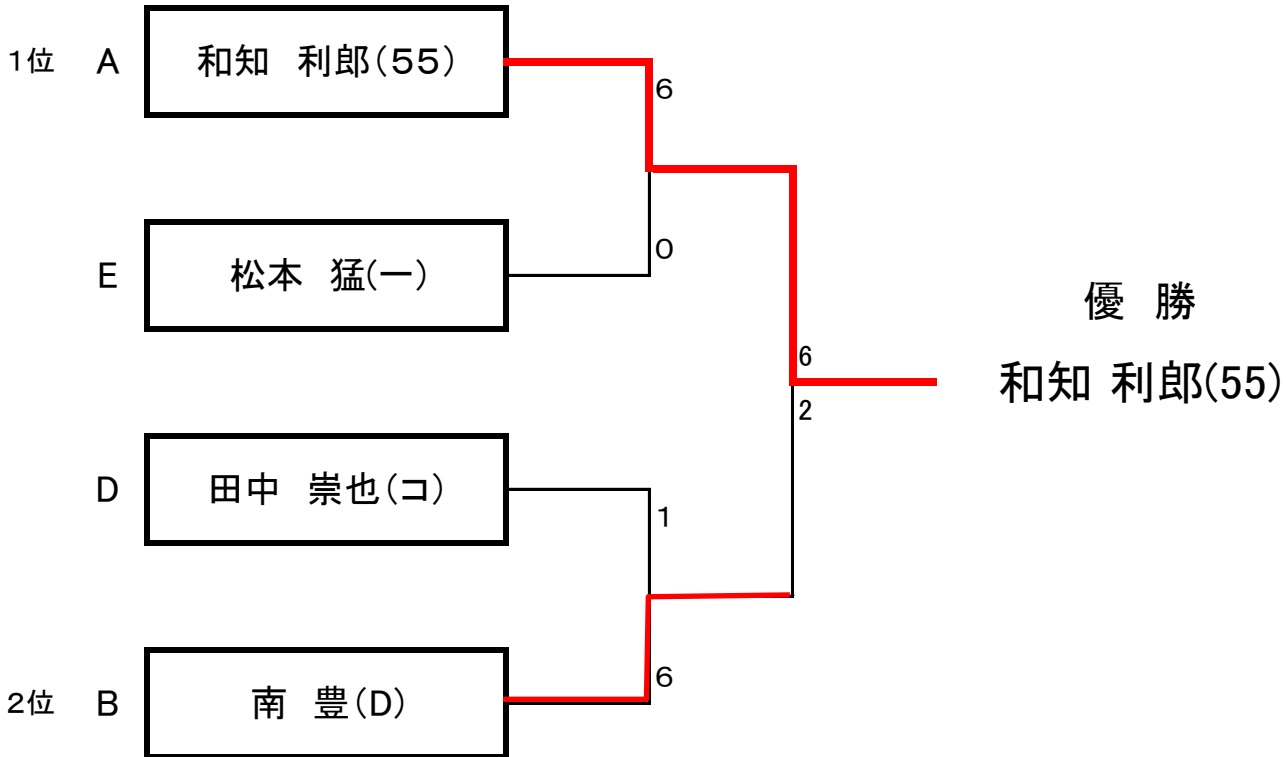 1位 A 和知 利郎(55)
6
0
E 松本 猛(一)
優 勝
和知 利郎(55)
6
2
D 田中 崇也(コ)
1
6
2位 B 南 豊(D)